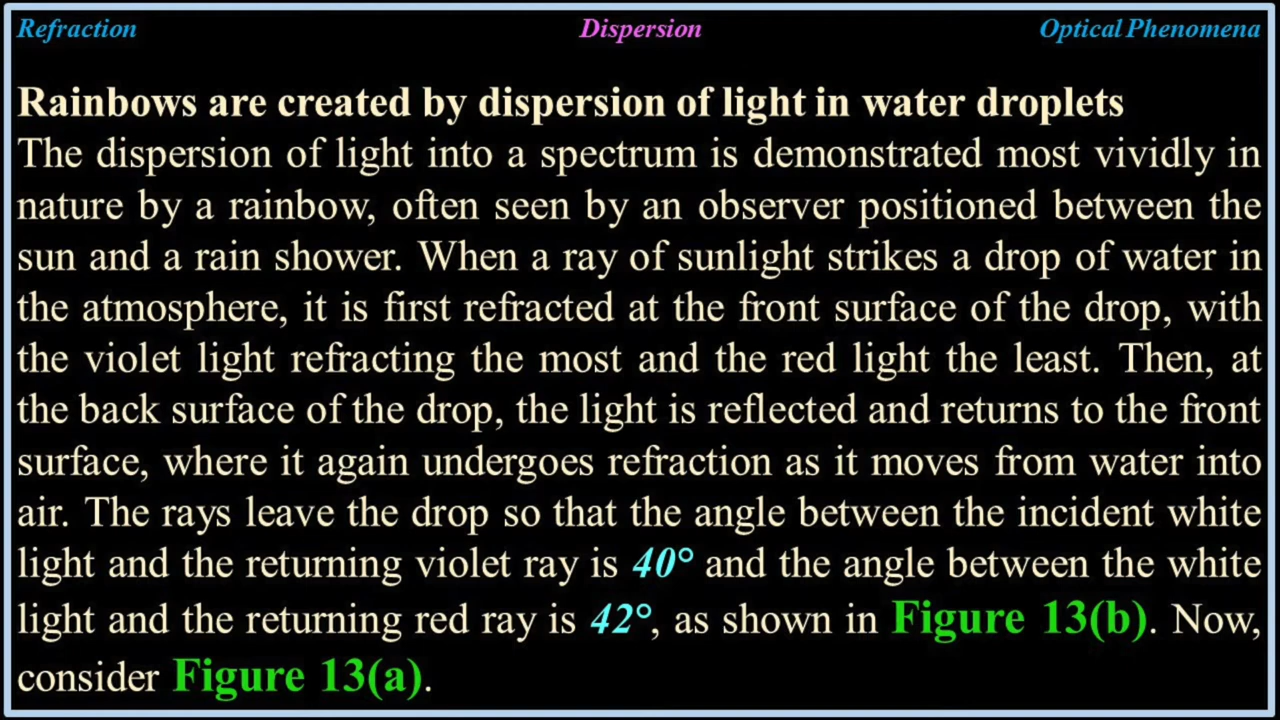 Refraction Dispersion Optical Phenomena
Rainbows are created by dispersion of light in water droplets
The dispersion of light into a spectrum is demonstrated most vividly in
nature by a rainbow, often seen by an observer positioned between the
sun and a rain shower. When a ray of sunlight strikes a drop of water in
the atmosphere, it is first refracted at the front surface of the drop, with
the violet light refracting the most and the red light the least. Then, at
the back surface of the drop, the light is reflected and returns to the front
surface, where it again undergoes refraction as it moves from water into
air. The rays leave the drop so that the angle between the incident white
light and the returning violet ray is 40° and the angle between the white
light and the returning red ray is 42°, as shown in Figure 13(b). Now,
consider Figure 13(a).